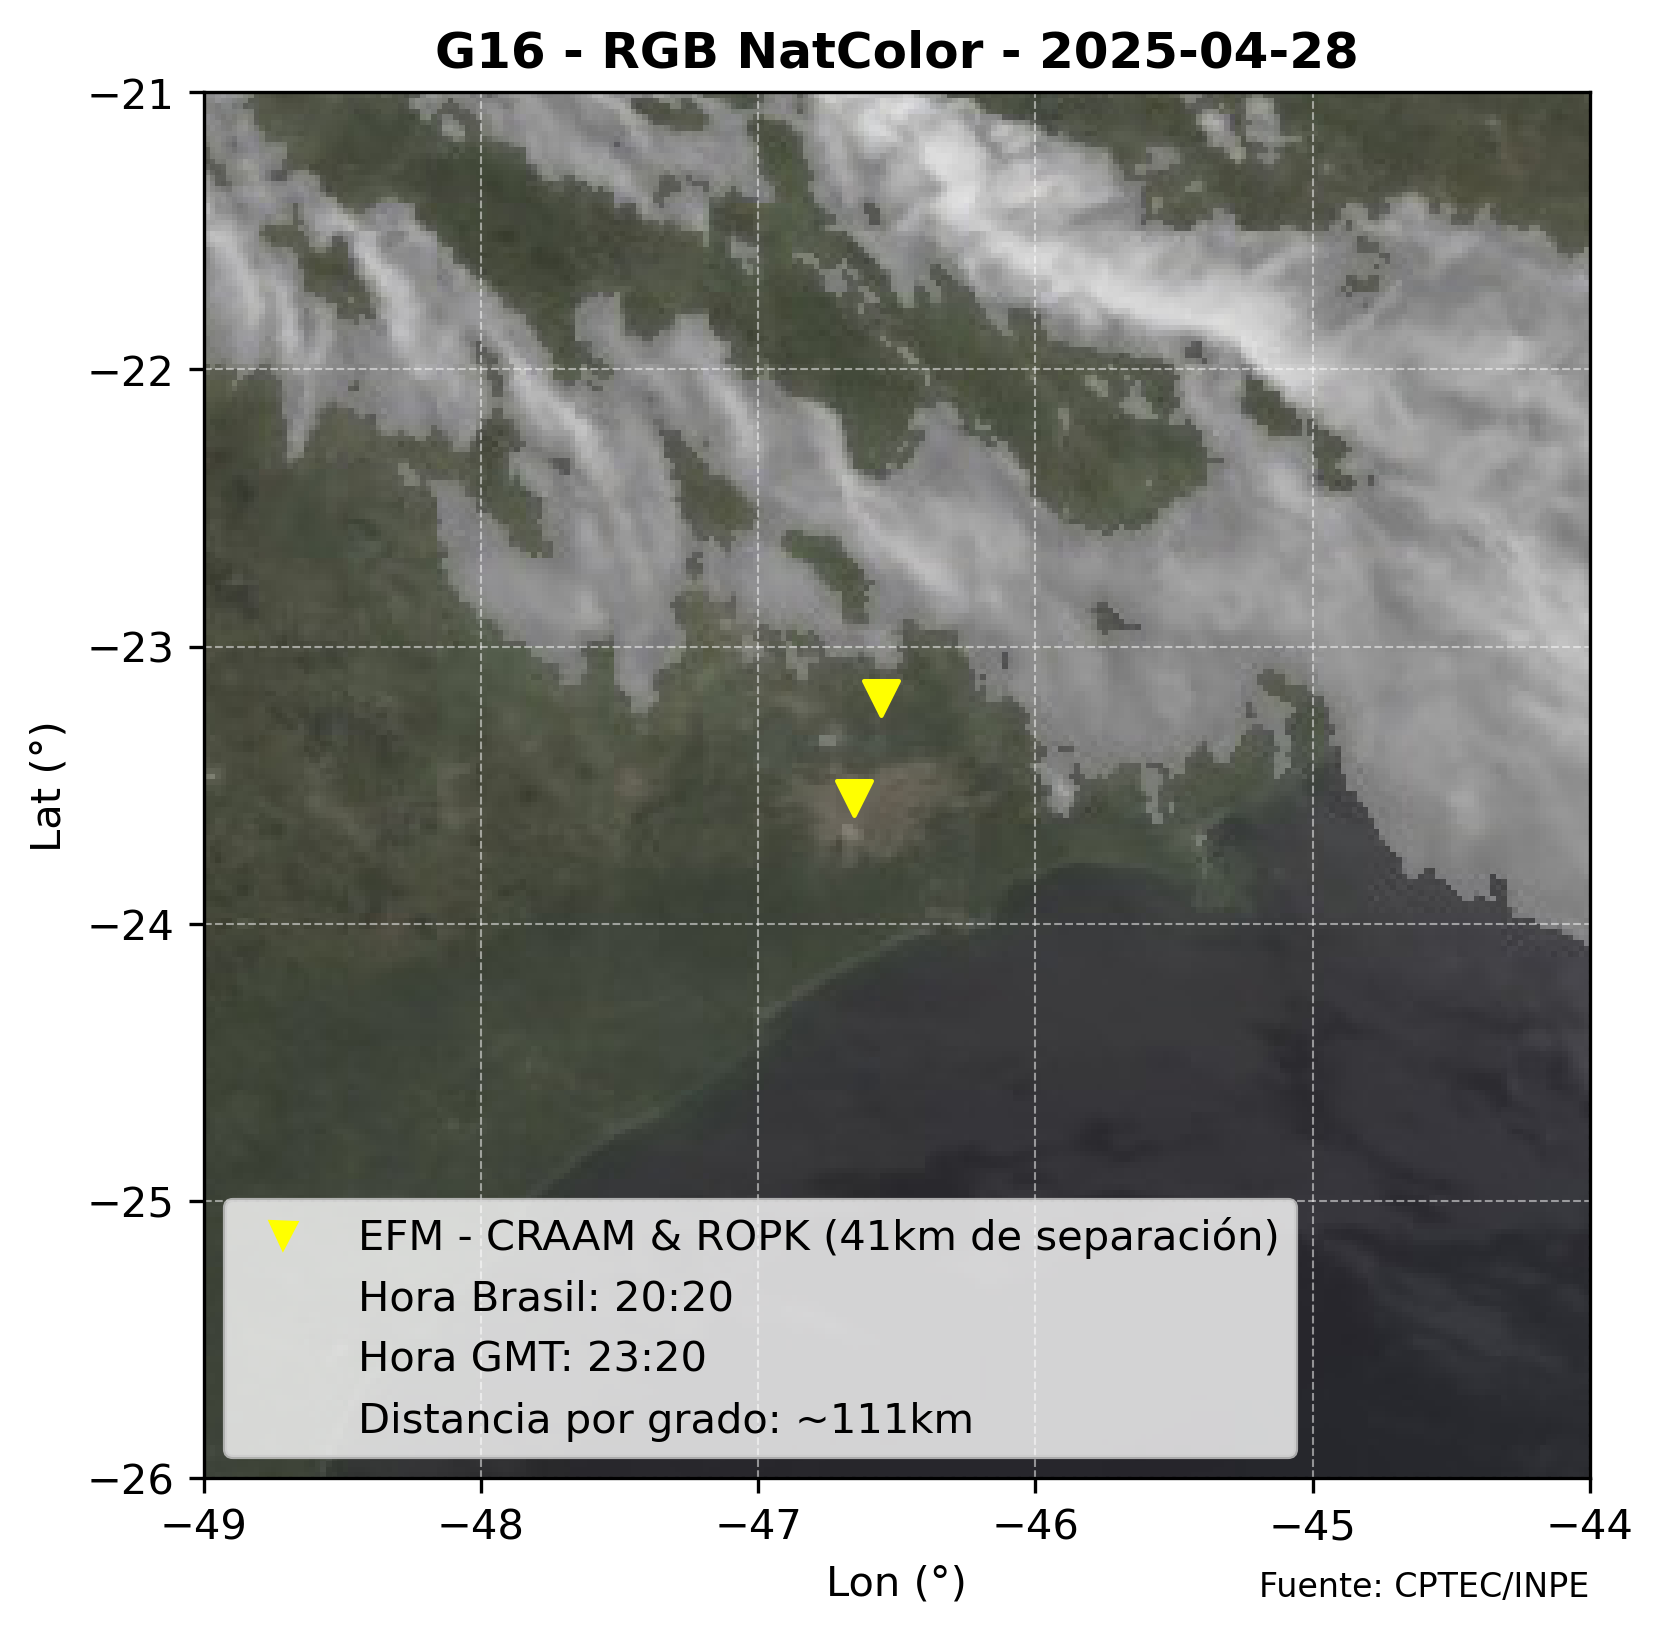 G16 - RGB NatColor - 2025-04-28
−21
−22
−23
−24
−25
−26
Lat (°)
EFM - CRAAM & ROPK (41km de separación)
Hora Brasil: 20:20
Hora GMT: 23:20
Distancia por grado: ~111km
−49 −48 −47 −46 −45 −44
Lon (°)
Fuente: CPTEC/INPE